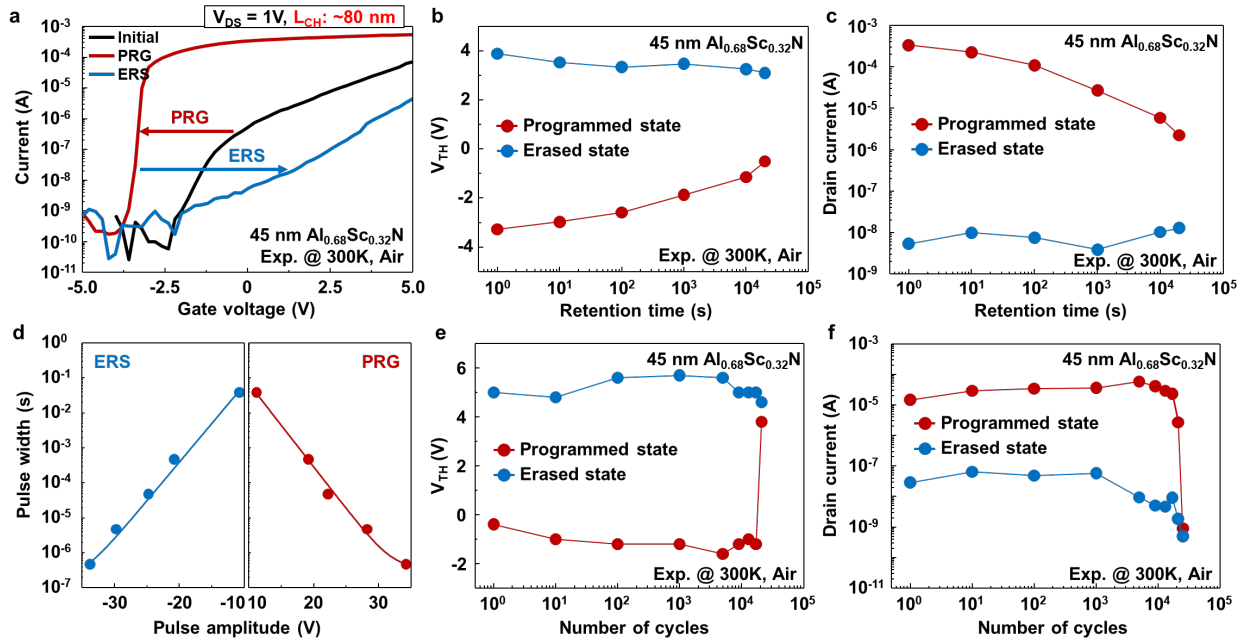 a
V_DS = 1V, L_CH: ~80 nm
Initial
PRG
ERS
PRG
ERS
45 nm Al_0.68Sc_0.32N
Exp. @ 300K, Air
Current (A)
10^-3
10^-4
10^-5
10^-6
10^-7
10^-8
10^-9
10^-10
10^-11
-5.0 -2.5 0 2.5 5.0
Gate voltage (V)
b
45 nm Al_0.68Sc_0.32N
Programmed state
Erased state
Exp. @ 300K, Air
V_TH (V)
4
2
0
-2
-4
10^0 10^1 10^2 10^3 10^4 10^5
Retention time (s)
c
45 nm Al_0.68Sc_0.32N
Programmed state
Erased state
Exp. @ 300K, Air
Drain current (A)
10^-3
10^-4
10^-5
10^-6
10^-7
10^-8
10^-9
10^0 10^1 10^2 10^3 10^4 10^5
Retention time (s)
d
ERS PRG
Pulse width (s)
10^0
10^-1
10^-2
10^-3
10^-4
10^-5
10^-6
10^-7
-30 -20 -10 10 20 30
Pulse amplitude (V)
e
45 nm Al_0.68Sc_0.32N
Programmed state
Erased state
Exp. @ 300K, Air
V_TH (V)
6
4
2
0
-2
10^0 10^1 10^2 10^3 10^4 10^5
Number of cycles
f
45 nm Al_0.68Sc_0.32N
Programmed state
Erased state
Exp. @ 300K, Air
Drain current (A)
10^-3
10^-5
10^-7
10^-9
10^-11
10^0 10^1 10^2 10^3 10^4 10^5
Number of cycles